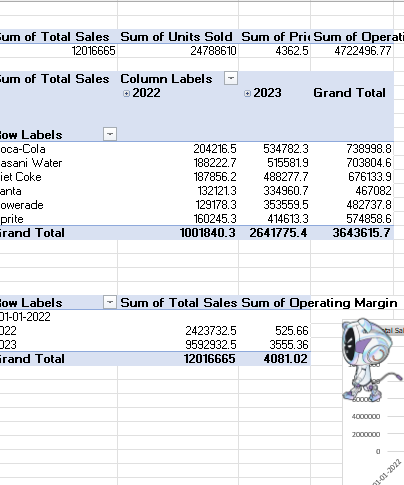 um of Total Sales Sum of Units Sold Sum of Pri Sum of Operati
12016665 24788610 4362.5 4722496.77
um of Total Sales Column Labels
2022 2023 Grand Total
ow Labels
oca-Cola 204216.5 534782.3 738998.8
asani Water 188222.7 515581.9 703804.6
iet Coke 187856.2 488277.7 676133.9
anta 132121.3 334960.7 467082
owerade 129178.3 353559.5 482737.8
prite 160245.3 414613.3 574858.6
rand Total 1001840.3 2641775.4 3643615.7
ow Labels Sum of Total Sales Sum of Operating Margin
01-01-2022
022 2423732.5 525.66
023 9592932.5 3555.36
rand Total 12016665 4081.02
tal Sal
4000000
2000000
0
01-01-2022